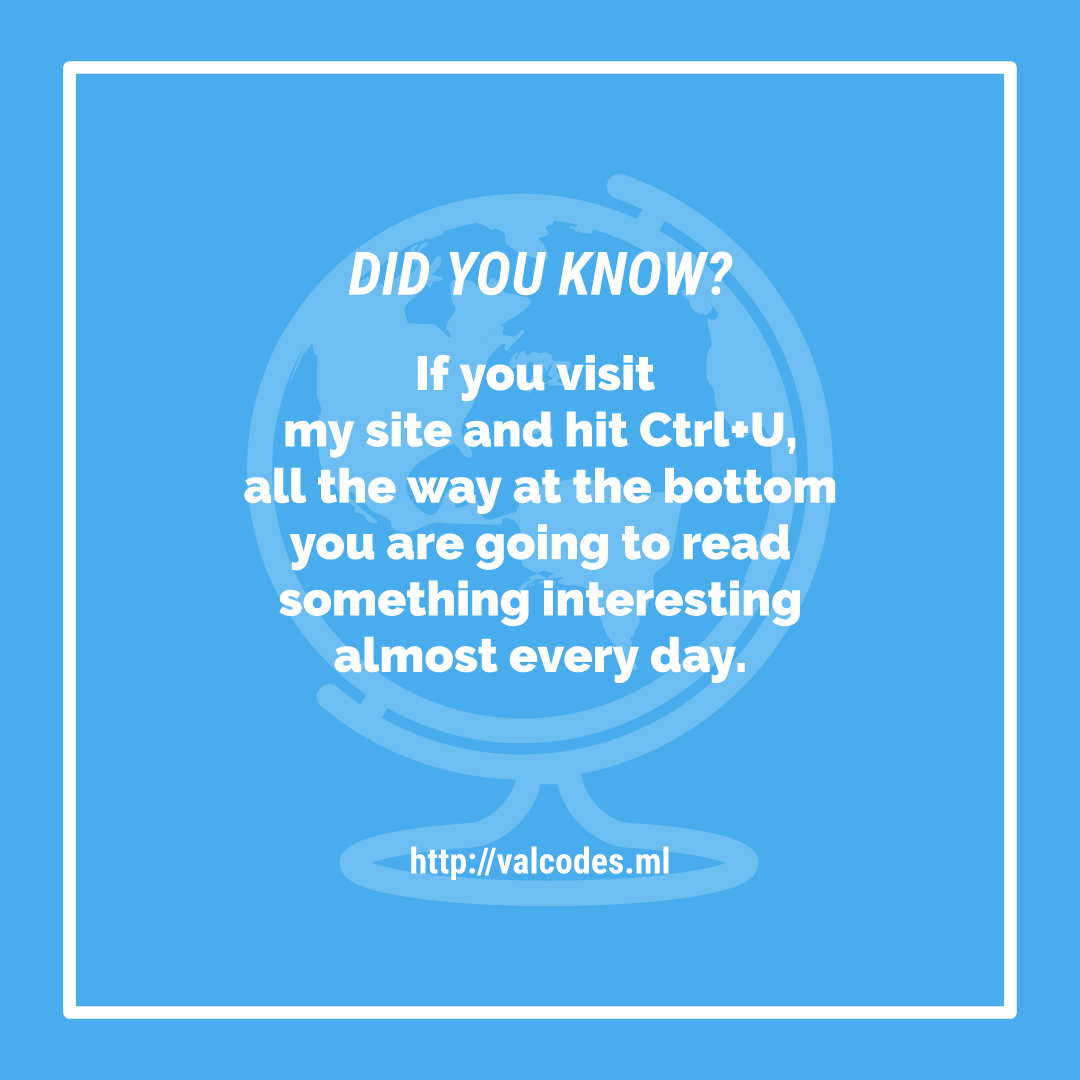 DID YOU KNOW?
If you visit
my site and hit Ctrl+U,
all the way at the bottom
you are going to read
something interesting
almost every day.
http://valcodes.ml